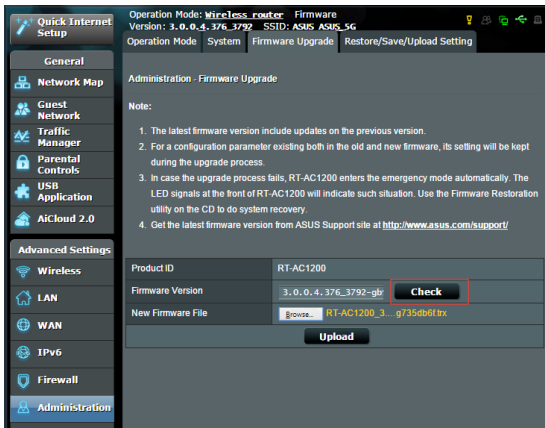 Quick Internet
Setup
Operation Mode: Wireless router Firmware
Version: 3.0.0.4.376_3792 SSID: ASUS ASUS_5G
Operation Mode System Firmware Upgrade Restore/Save/Upload Setting
General
Network Map
Guest
Network
Traffic
Manager
Parental
Controls
USB
Application
AiCloud 2.0
Advanced Settings
Wireless
LAN
WAN
IPv6
Firewall
Administration
Administration - Firmware Upgrade
Note:
1. The latest firmware version include updates on the previous version.
2. For a configuration parameter existing both in the old and new firmware, its setting will be kept
during the upgrade process.
3. In case the upgrade process fails, RT-AC1200 enters the emergency mode automatically. The
LED signals at the front of RT-AC1200 will indicate such situation. Use the Firmware Restoration
utility on the CD to do system recovery.
4. Get the latest firmware version from ASUS Support site at http://www.asus.com/support/
Product ID RT-AC1200
Firmware Version 3.0.0.4.376_3792-gb Check
New Firmware File Browse... RT-AC1200_3....g735db6f.trx
Upload